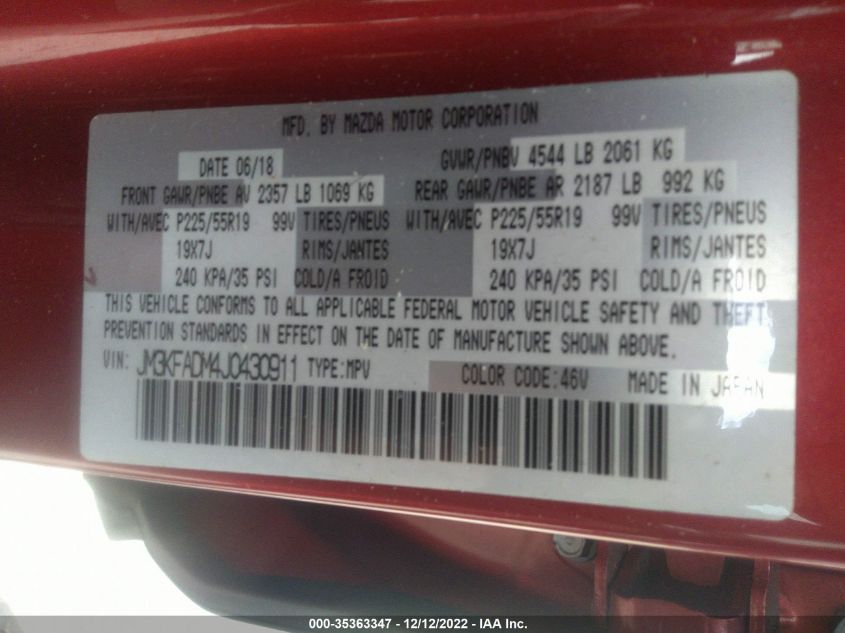 MFD. BY MAZDA MOTOR CORPORATION
DATE 06/18 GVWR/PNBV 4544 LB 2061 KG
FRONT GAWR/PNBE AV 2357 LB 1069 KG REAR GAWR/PNBE AR 2187 LB 992 KG
WITH/AVEC P225/55R19 99V TIRES/PNEUS WITH/AVEC P225/55R19 99V TIRES/PNEUS
19X7J RIMS/JANTES 19X7J RIMS/JANTES
240 KPA/35 PSI COLD/A FROID 240 KPA/35 PSI COLD/A FROID
THIS VEHICLE CONFORMS TO ALL APPLICABLE FEDERAL MOTOR VEHICLE SAFETY AND THEFT
PREVENTION STANDARDS IN EFFECT ON THE DATE OF MANUFACTURE SHOWN ABOVE.
VIN: JM3KFADM4J0430911 TYPE:MPV COLOR CODE:46V MADE IN JAPAN
000-35363347 - 12/12/2022 - IAA Inc.